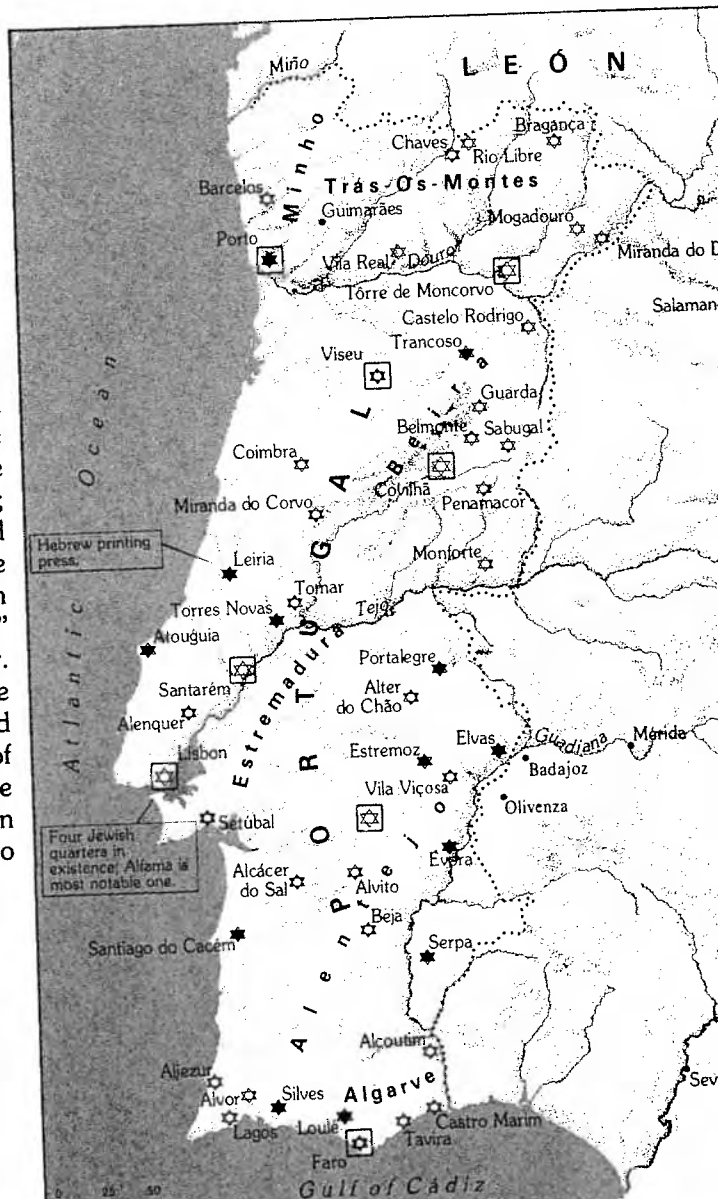 LEÓN
Miño
Minho
Bragança
Chaves
Rio Libre
Trás-Os-Montes
Barcelos
Guimarães
Mogadouro
Porto
Vila Real
Douro
Miranda do D
Tôrre de Moncorvo
Castelo Rodrigo
Salaman
Trancoso
Viseu
Beira
Guarda
Belmonte
Sabugal
Coimbra
Covilhã
Miranda do Corvo
Penamacor
Hebrew printing
press.
Leiria
Monforte
Tomar
Torres Novas
Tejo
Atouguia
Portalegre
Santarém
Alter
do Chão
Alenquer
Estremadura
Lisbon
Estremoz
Elvas
Guadiana
Mérida
Badajoz
Vila Viçosa
Olivenza
Setúbal
Four Jewish
quarters in
existence; Alfama is
most notable one.
Évora
Alcácer
do Sal
Alvito
Beja
Santiago do Cacém
Serpa
Alentejo
PORTUGAL
Atlantic Ocean
Alcoutim
Aljezur
Alvor
Silves
Algarve
Sev
Lagos
Loulé
Castro Marim
Tavira
Faro
Gulf of Cádiz
0 25 50
e
d
e
n
”
.
e
d
of
e
n
o